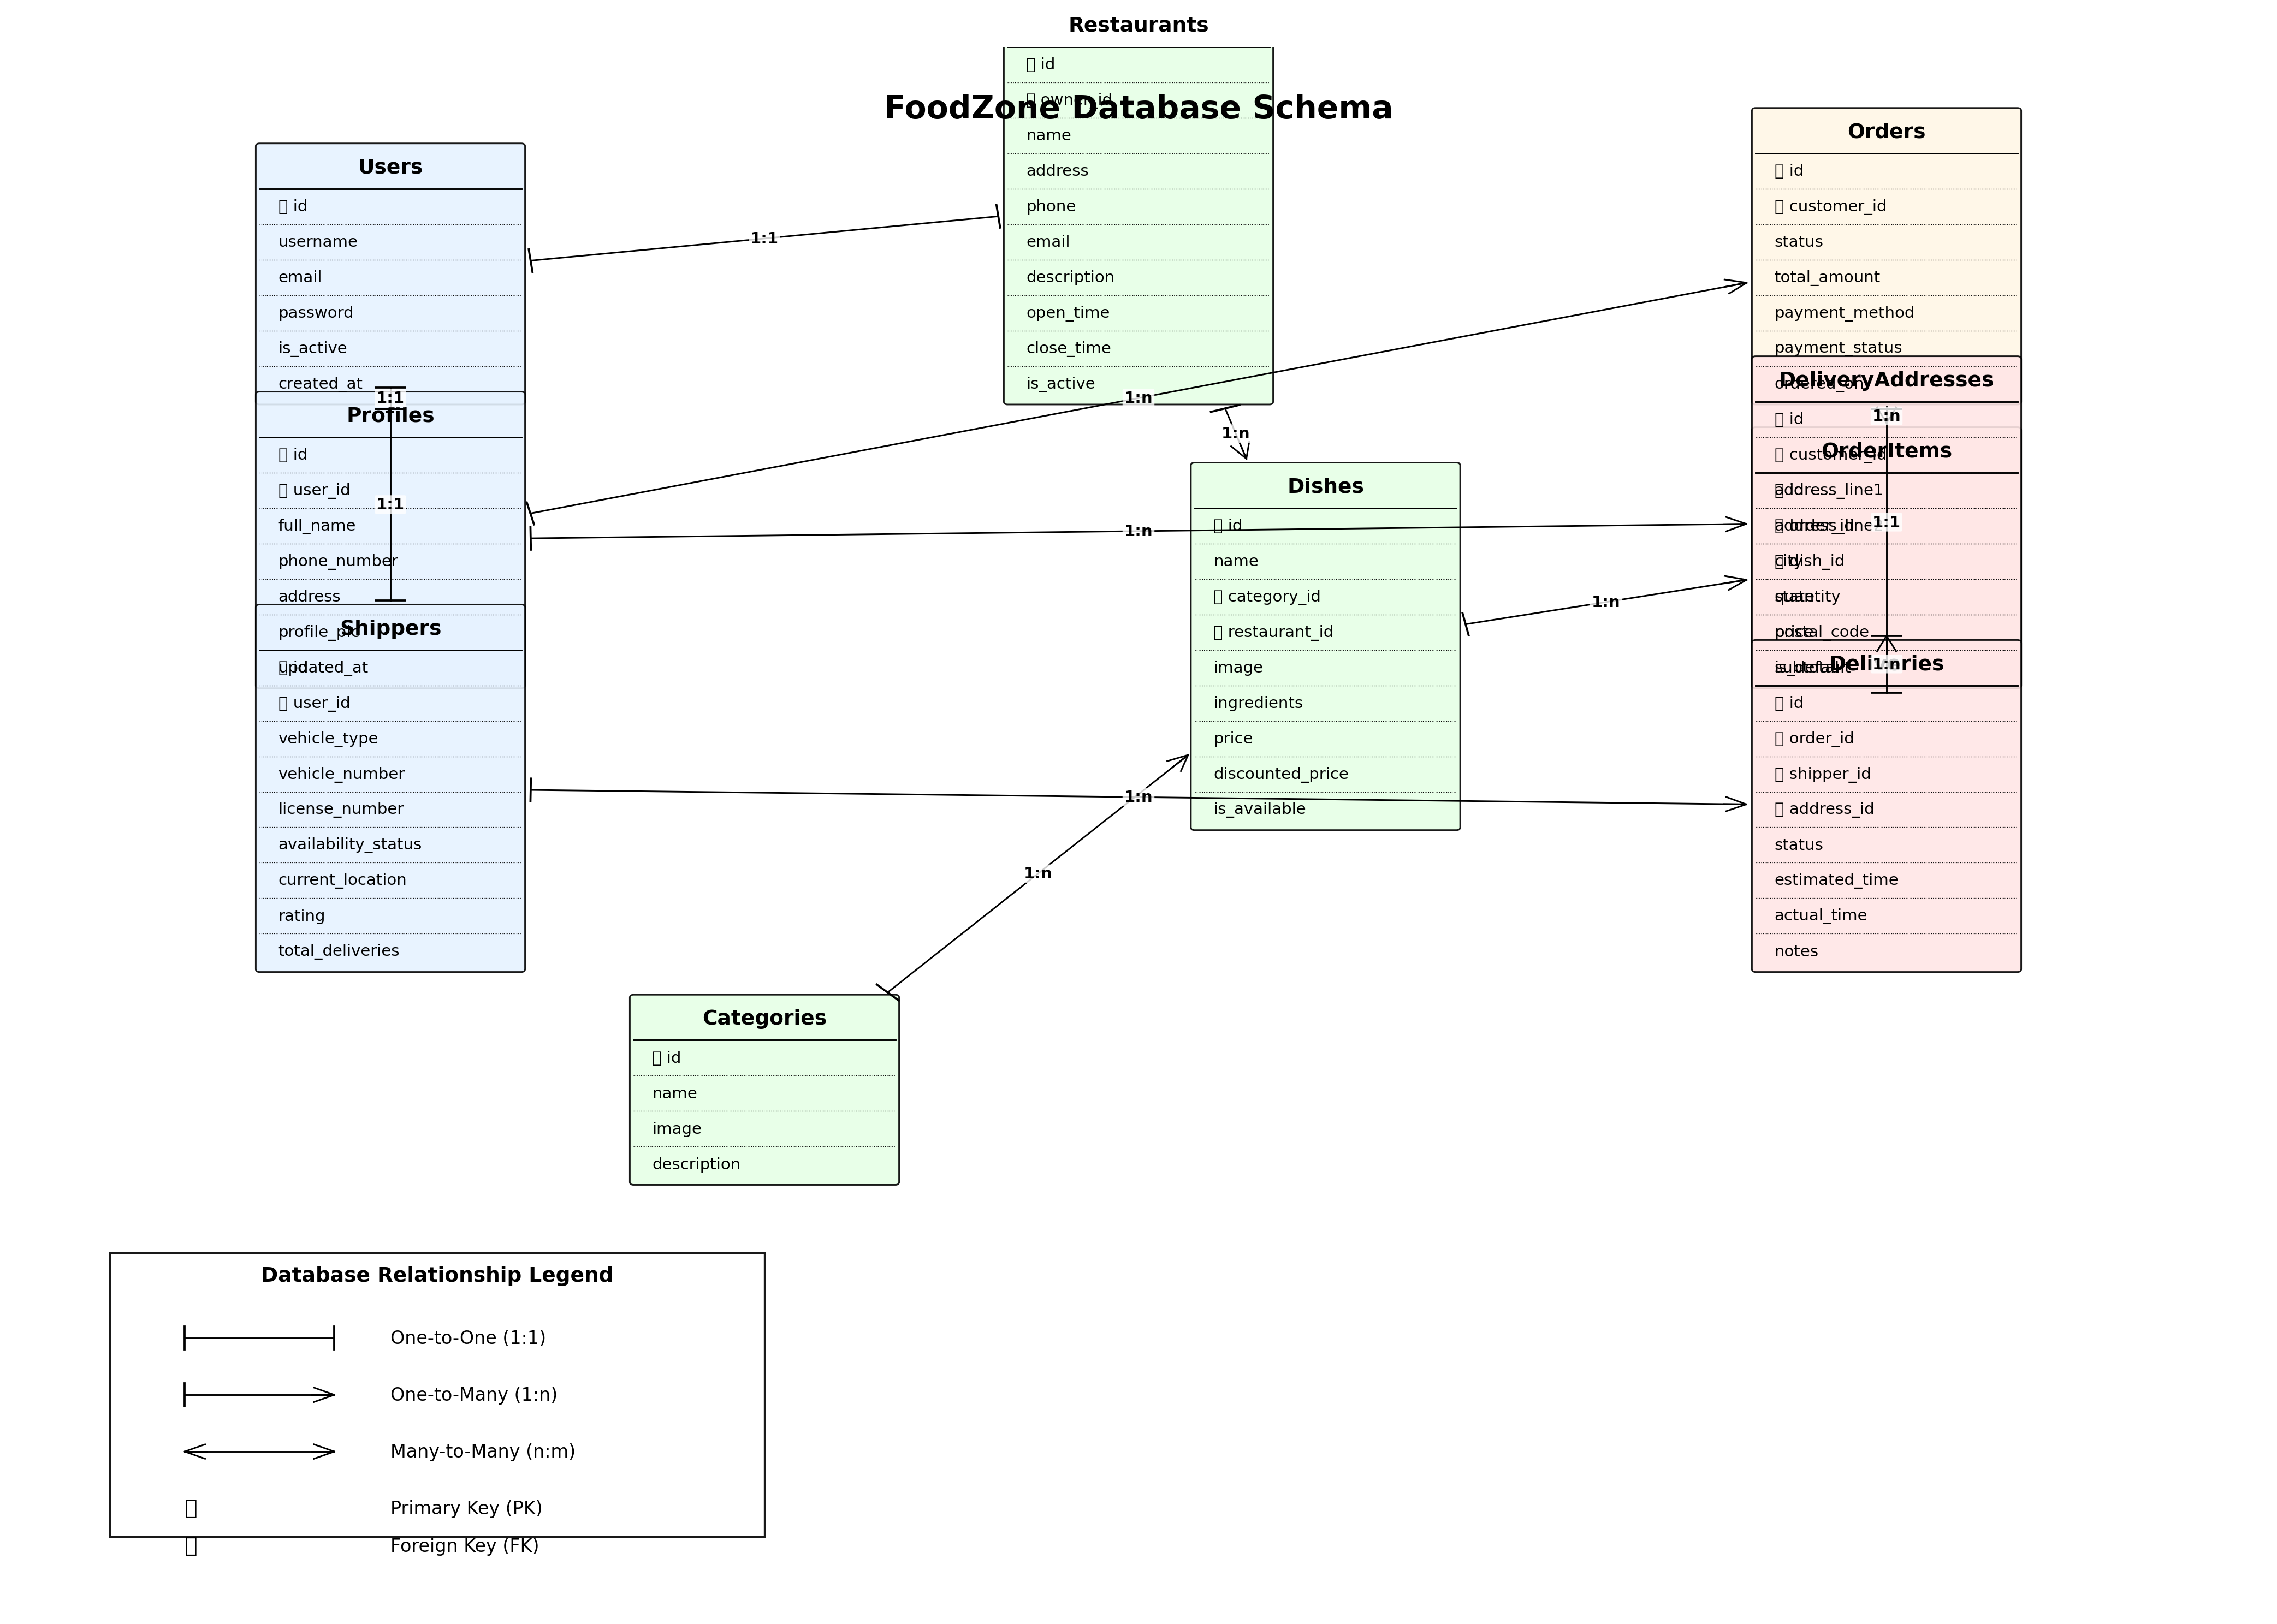 Restaurants
id
owner_id
name
address
phone
email
description
open_time
close_time
is_active
FoodZone Database Schema
Users
id
username
email
password
is_active
created_at
Profiles
id
user_id
full_name
phone_number
address
profile_pic
updated_at
Shippers
id
user_id
vehicle_type
vehicle_number
license_number
availability_status
current_location
rating
total_deliveries
Orders
id
customer_id
status
total_amount
payment_method
payment_status
ordered_on
DeliveryAddresses
id
customer_id
address_line1
city
postal_code
OrderItems
id
order_id
dish_id
quantity
price
Deliveries
id
order_id
shipper_id
address_id
status
estimated_time
actual_time
notes
Dishes
id
name
category_id
restaurant_id
image
ingredients
price
discounted_price
is_available
Categories
id
name
image
description
1:1
1:1
1:1
1:n
1:n
1:n
1:n
1:n
1:n
1:n
1:1
1:n
Database Relationship Legend
One-to-One (1:1)
One-to-Many (1:n)
Many-to-Many (n:m)
Primary Key (PK)
Foreign Key (FK)